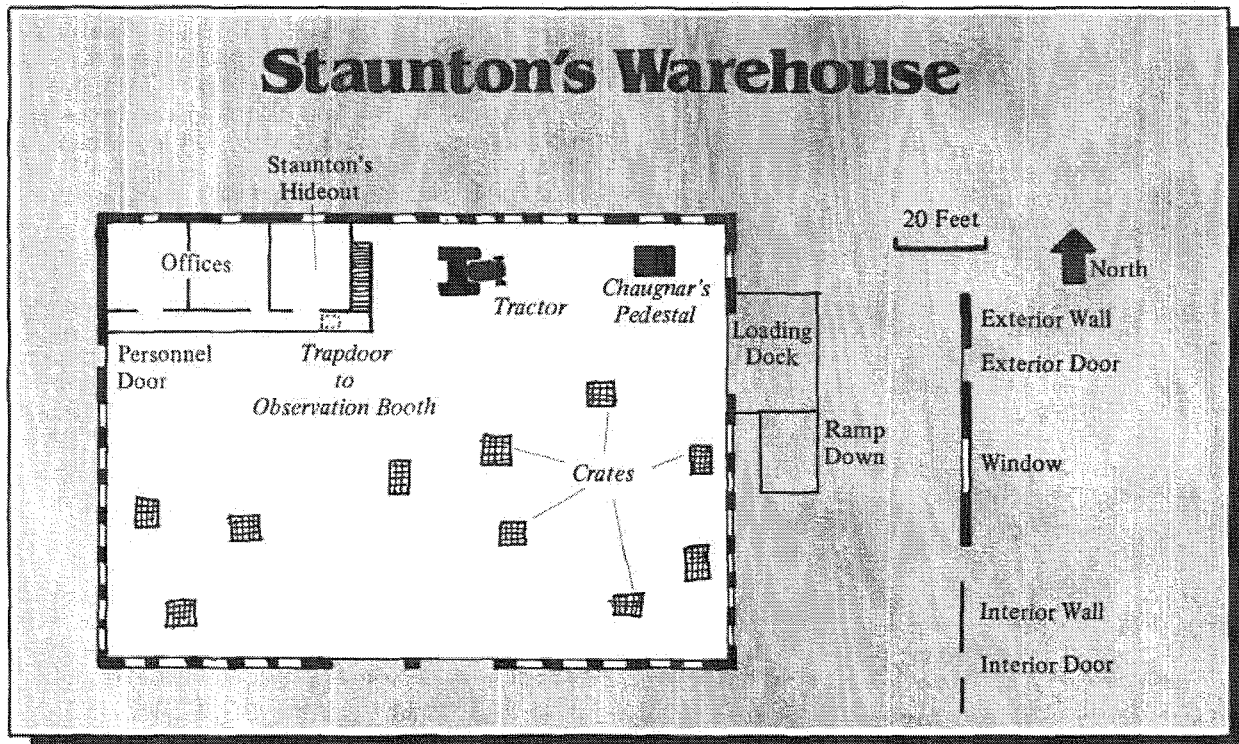 Staunton's Warehouse
Staunton's
Hideout
Offices
Tractor
Chaugnar's
Pedestal
Personnel
Door
Trapdoor
to
Observation Booth
Loading
Dock
Ramp
Down
Crates
20 Feet
North
Exterior Wall
Exterior Door
Window
Interior Wall
Interior Door